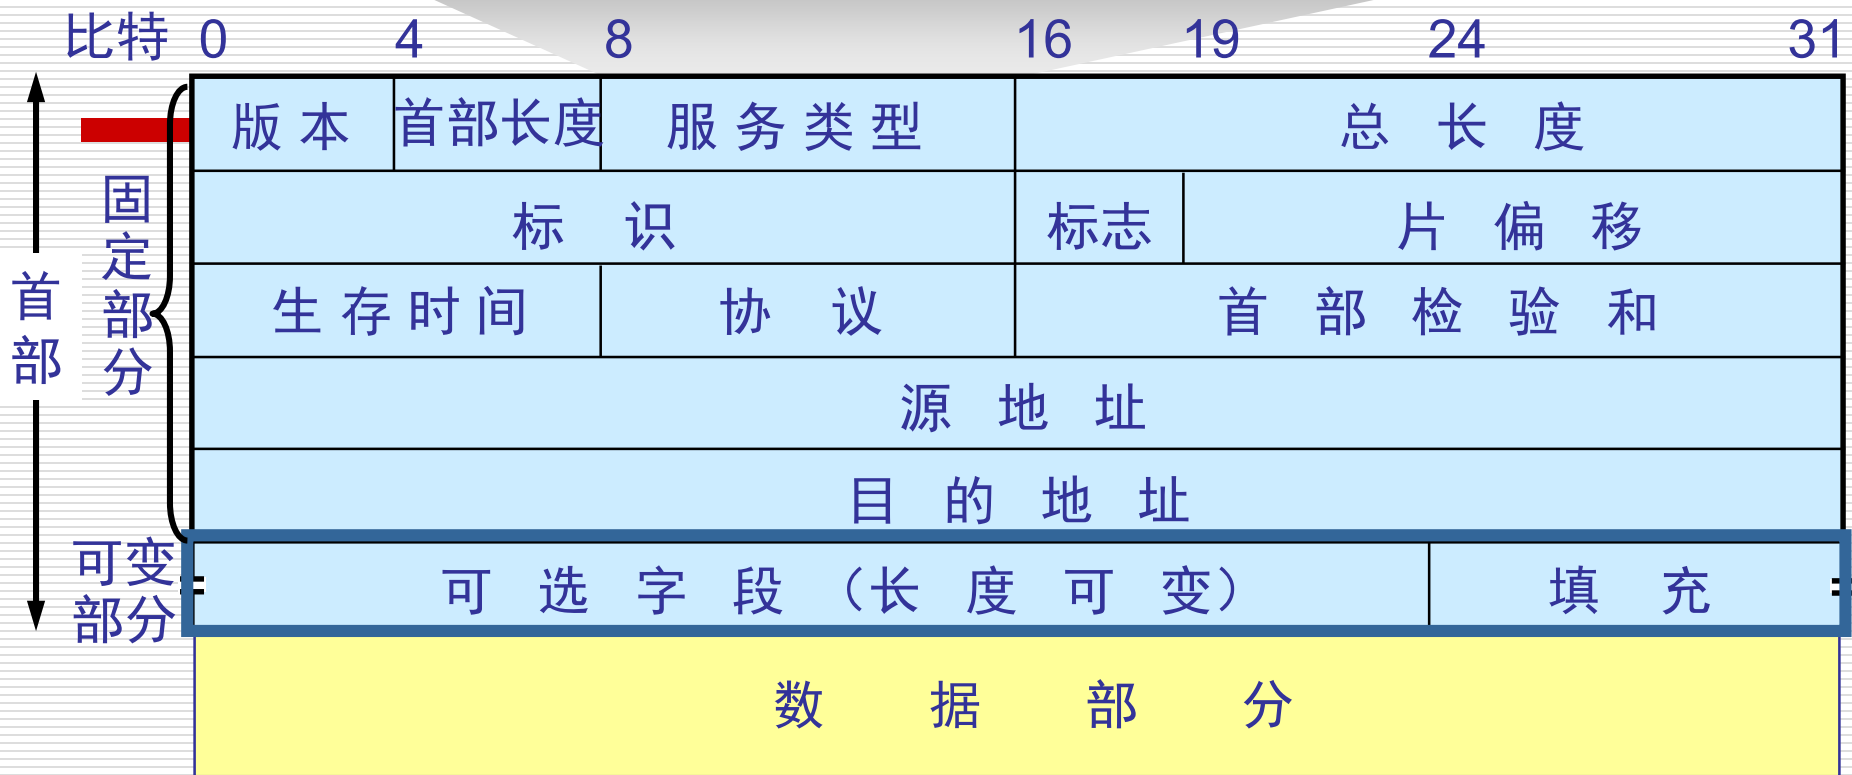 比特 0 4 8 16 19 24 31
版本 首部长度 服务类型 总长度
标识 标志 片偏移
生存时间 协议 首部检验和
源地址
目的地址
可选字段（长度可变） 填充
数据部分
首部
固定部分
可变
部分